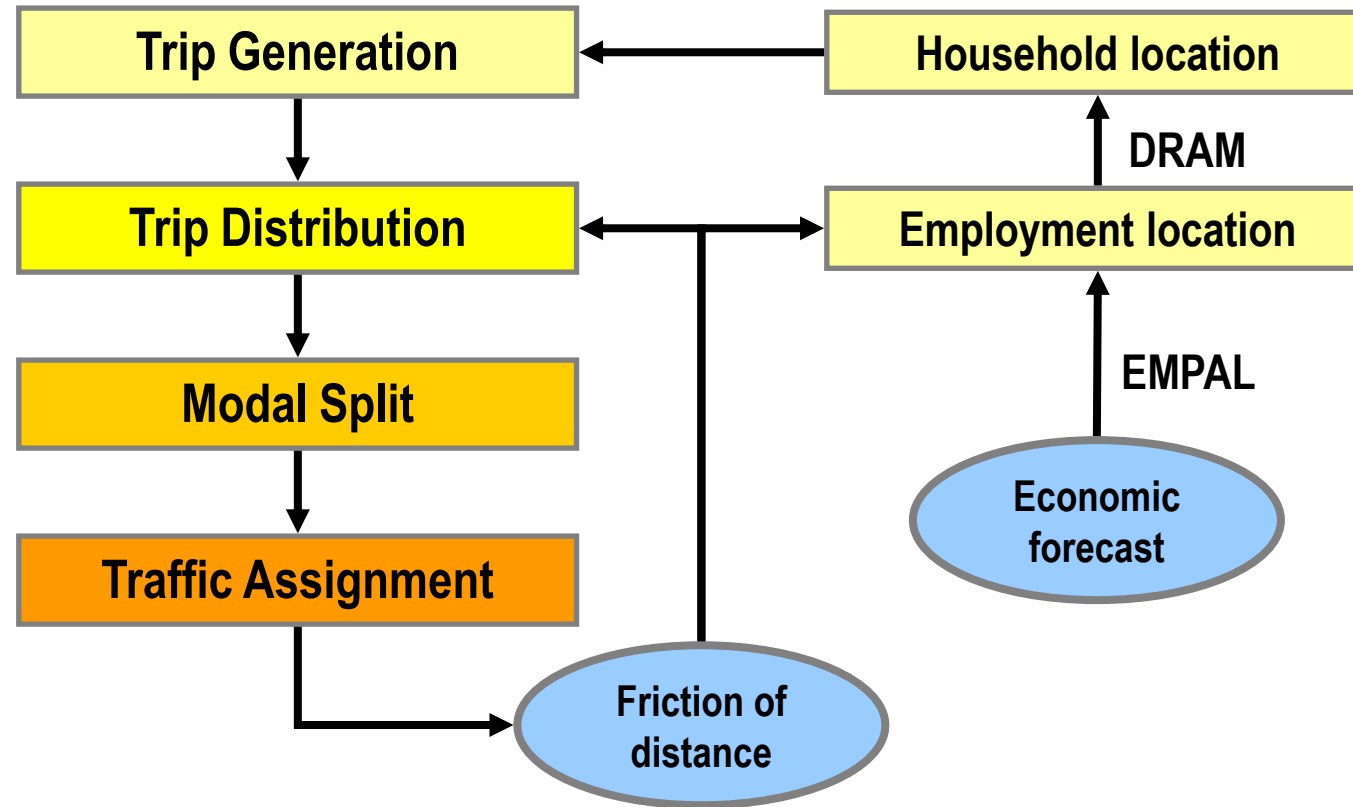 Trip Generation
Household location
DRAM
Trip Distribution
Employment location
EMPAL
Modal Split
Economic
forecast
Traffic Assignment
Friction of
distance